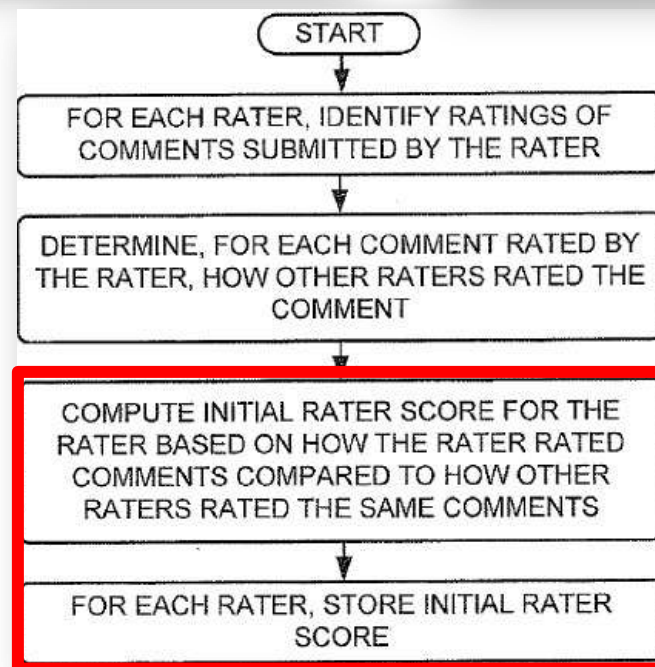 START
FOR EACH RATER, IDENTIFY RATINGS OF
COMMENTS SUBMITTED BY THE RATER
DETERMINE, FOR EACH COMMENT RATED BY
THE RATER, HOW OTHER RATERS RATED THE
COMMENT
COMPUTE INITIAL RATER SCORE FOR THE
RATER BASED ON HOW THE RATER RATED
COMMENTS COMPARED TO HOW OTHER
RATERS RATED THE SAME COMMENTS
FOR EACH RATER, STORE INITIAL RATER
SCORE